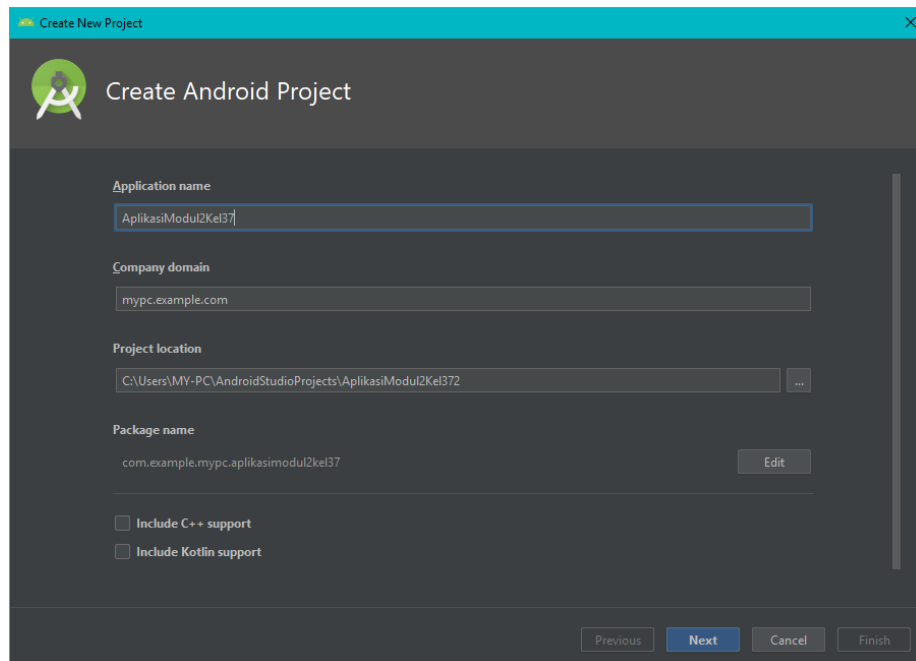 Create New Project
Create Android Project
Application name
AplikasiModul2Kel37
Company domain
mypc.example.com
Project location
C:\Users\MY-PC\AndroidStudioProjects\AplikasiModul2Kel372
...
Package name
com.example.mypc.aplikasimodul2kel37
Edit
Include C++ support
Include Kotlin support
Previous
Next
Cancel
Finish